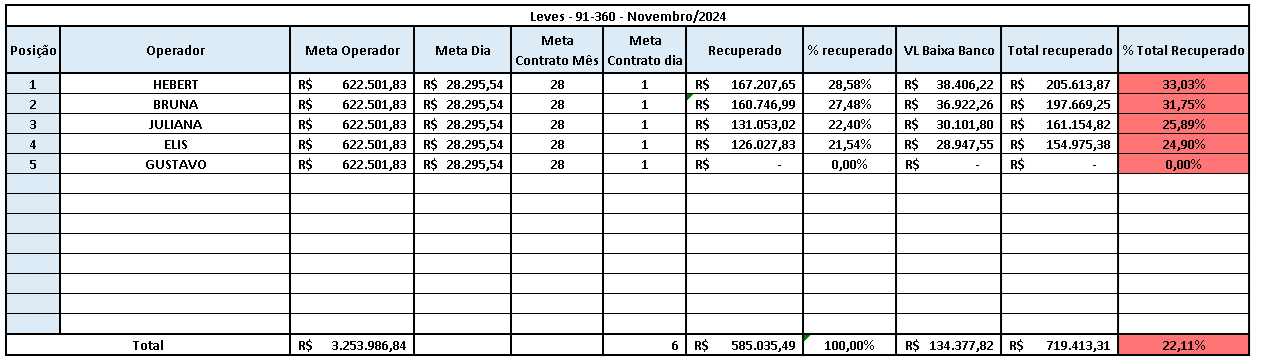 Leves - 91-360 - Novembro/2024
Posição Operador Meta Operador Meta Dia Meta Contrato Mês Meta Contrato dia Recuperado % recuperado VL Baixa Banco Total recuperado % Total Recuperado
1 HEBERT R$ 622.501,83 R$ 28.295,54 28 1 R$ 167.207,65 28,58% R$ 38.406,22 R$ 205.613,87 33,03%
2 BRUNA R$ 622.501,83 R$ 28.295,54 28 1 R$ 160.746,99 27,48% R$ 36.922,26 R$ 197.669,25 31,75%
3 JULIANA R$ 622.501,83 R$ 28.295,54 28 1 R$ 131.053,02 22,40% R$ 30.101,80 R$ 161.154,82 25,89%
4 ELIS R$ 622.501,83 R$ 28.295,54 28 1 R$ 126.027,83 21,54% R$ 28.947,55 R$ 154.975,38 24,90%
5 GUSTAVO R$ 622.501,83 R$ 28.295,54 28 1 R$ - 0,00% R$ - R$ - 0,00%
Total R$ 3.253.986,84 6 R$ 585.035,49 100,00% R$ 134.377,82 R$ 719.413,31 22,11%